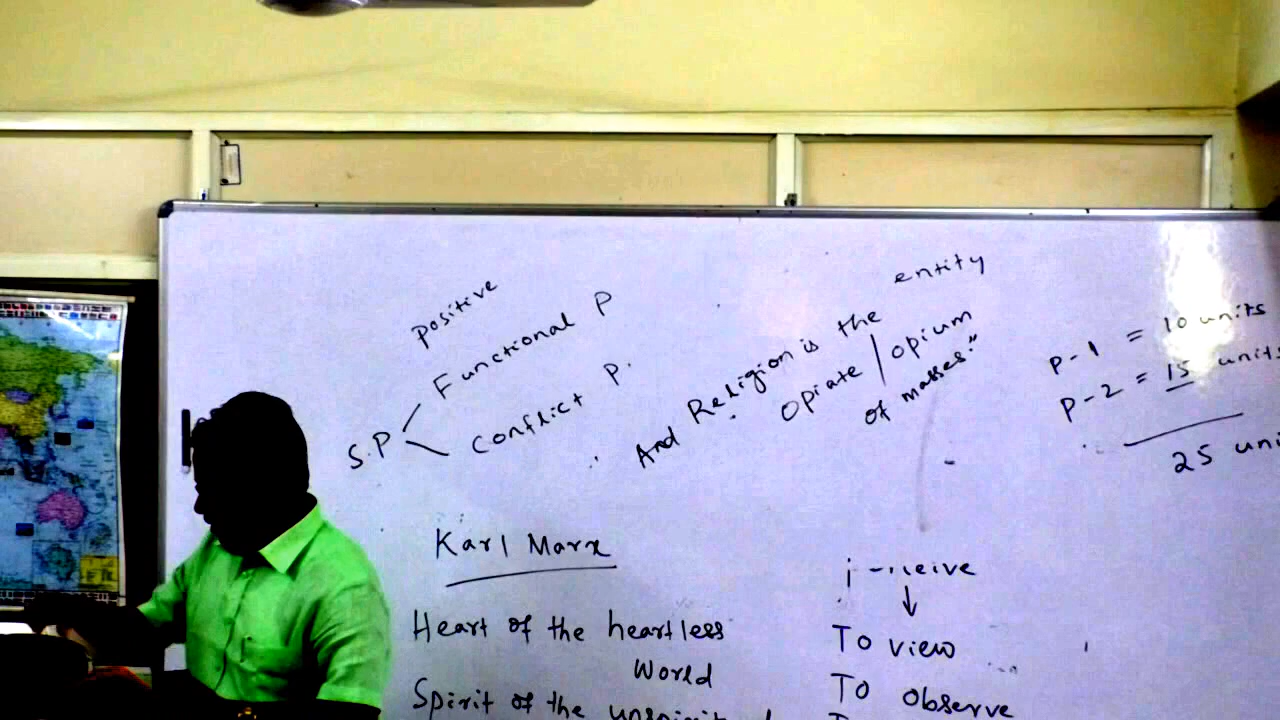 positive
Functional P
S.P
Conflict P.
entity
And Religion is the
Opiate / opium
of masses."
P-1 = 10 units
P-2 = 15 units
25
Karl Marx
Heart of the heartless
World
Spirit of the
↓
To view
To observe